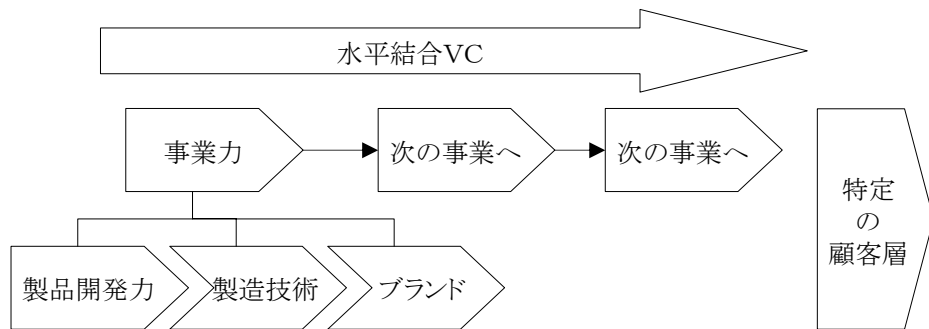 水平結合VC
事業力
次の事業へ
次の事業へ
特定
の
顧客層
製品開発力
製造技術
ブランド